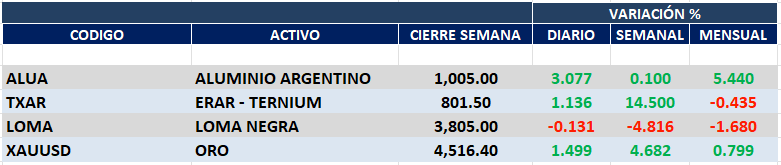 VARIACIÓN %
CODIGO ACTIVO CIERRE SEMANA DIARIO SEMANAL MENSUAL
ALUA ALUMINIO ARGENTINO 1,005.00 3.077 0.100 5.440
TXAR ERAR - TERNIUM 801.50 1.136 14.500 -0.435
LOMA LOMA NEGRA 3,805.00 -0.131 -4.816 -1.680
XAUUSD ORO 4,516.40 1.499 4.682 0.799